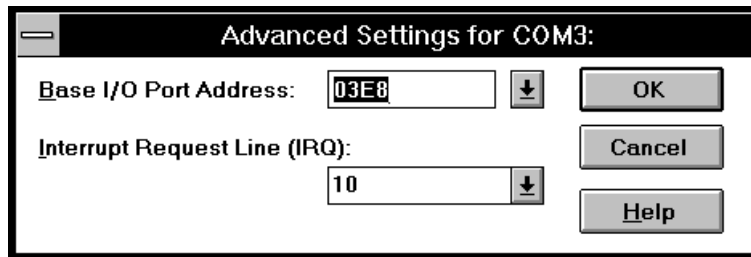 Advanced Settings for COM3:
Base I/O Port Address: 03E8 OK
Interrupt Request Line (IRQ): Cancel
10
Help